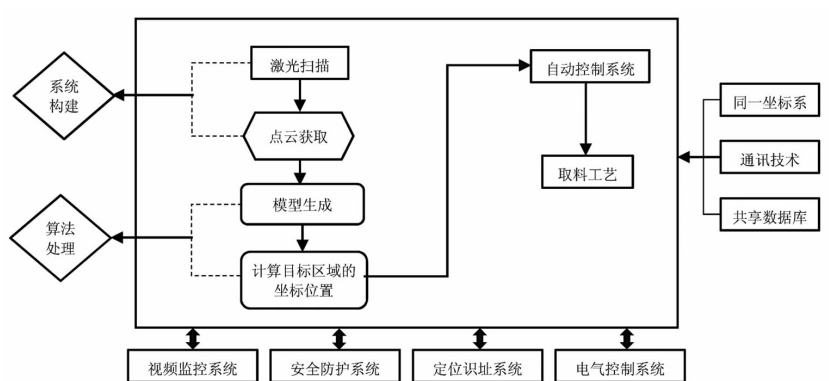 系统
构建
激光扫描
点云获取
算法
处理
模型生成
计算目标区域的
坐标位置
自动控制系统
取料工艺
同一坐标系
通讯技术
共享数据库
视频监控系统
安全防护系统
定位识址系统
电气控制系统